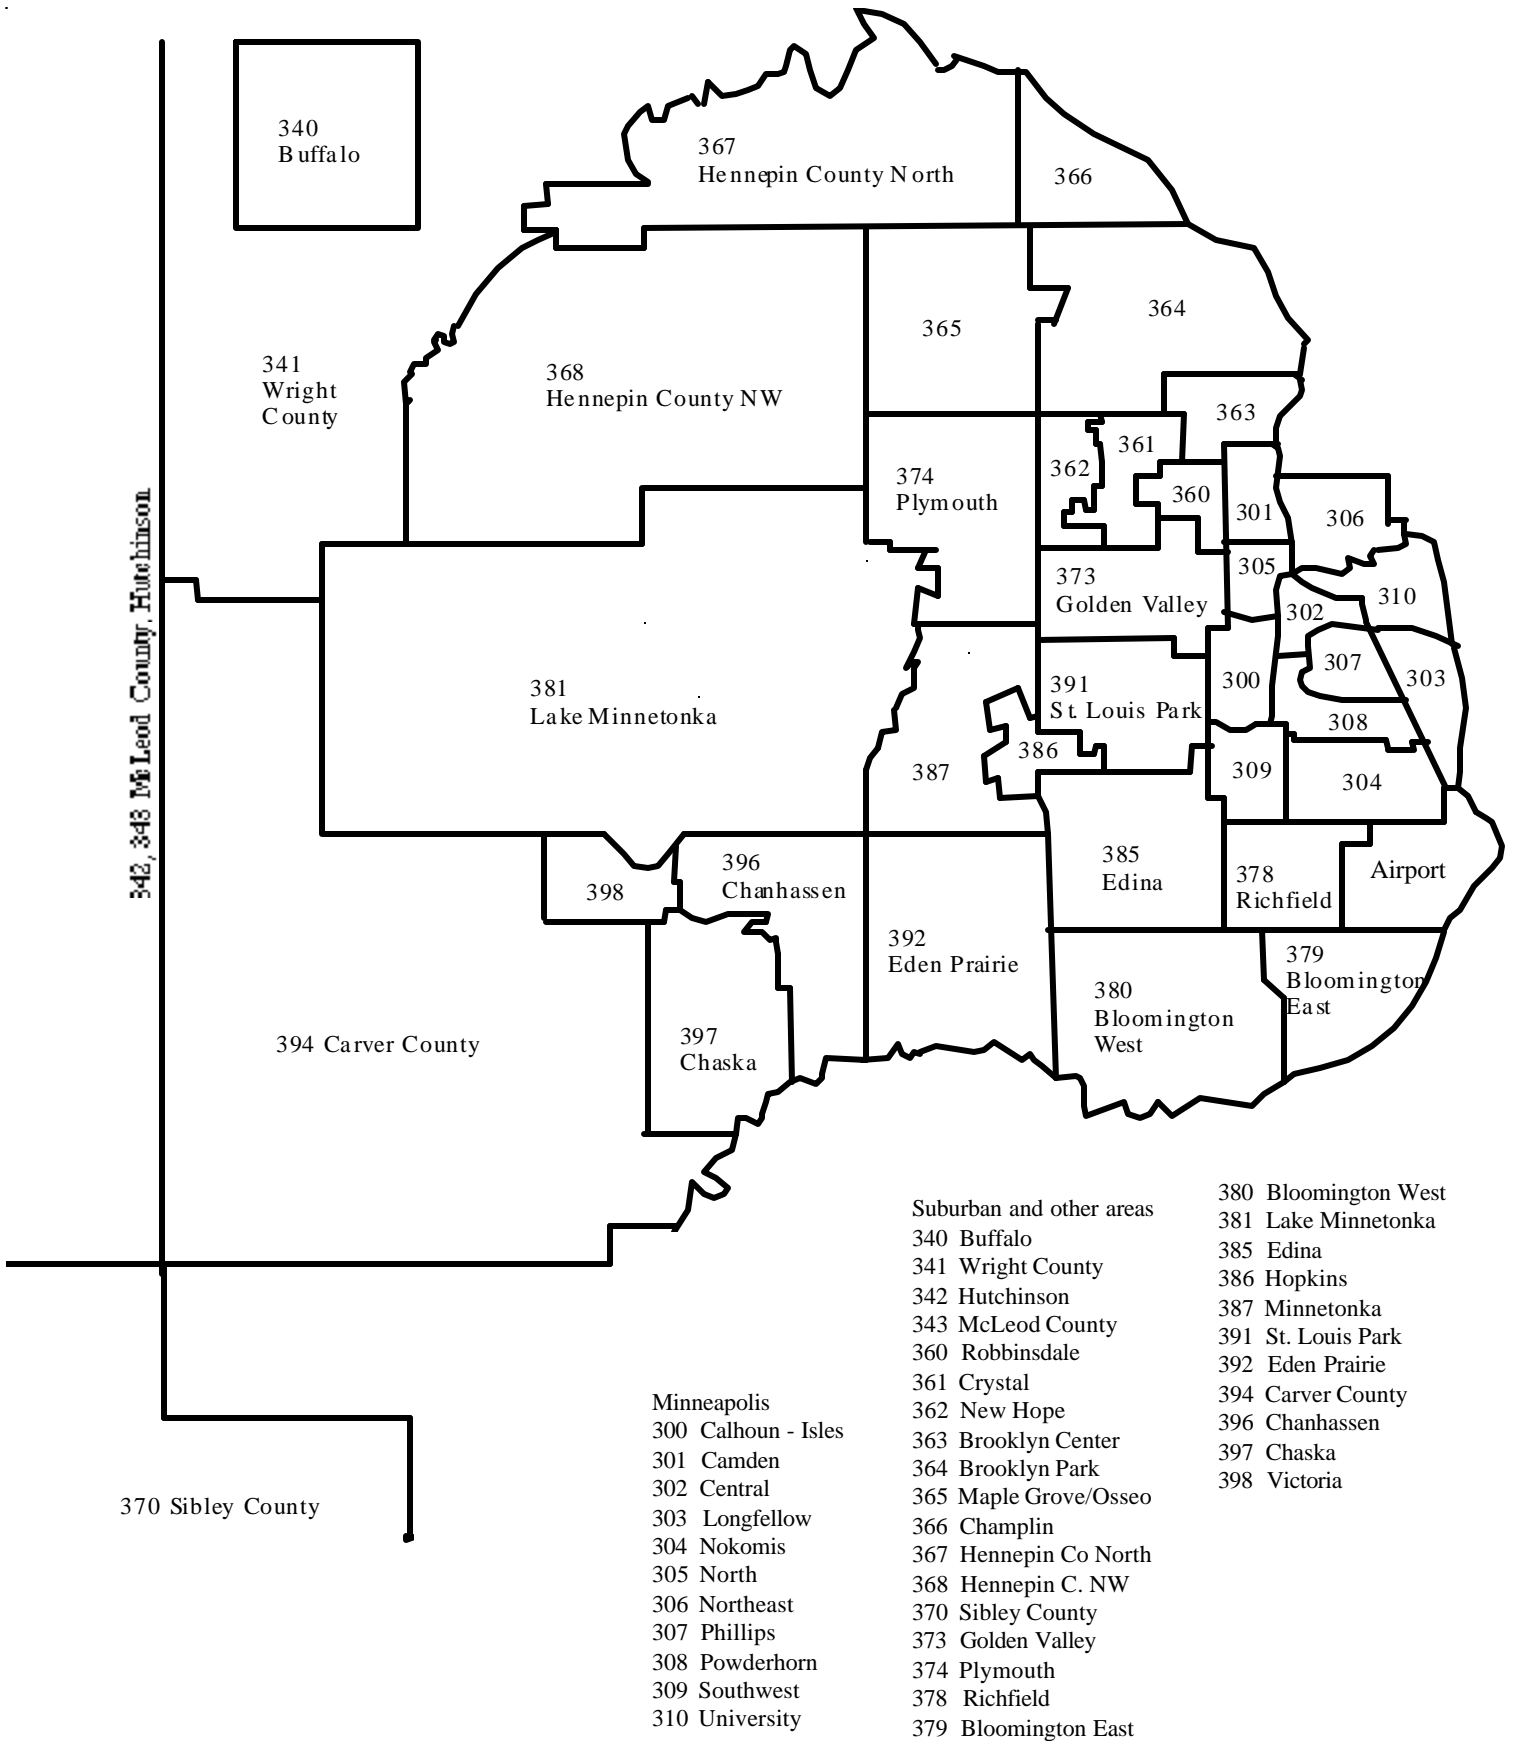 340
Buffalo
367
Hennepin County North
366
364
365
341
Wright
County
368
Hennepin County NW
363
361
362
374
Plymouth
360
301
306
342, 343 McLeod County, Hutchinson
305
373
Golden Valley
310
302
307
303
300
391
St. Louis Park
381
Lake Minnetonka
308
386
387
309
304
385
Edina
396
Chanhassen
398
378
Richfield
Airport
392
Eden Prairie
379
Bloomington
East
380
Bloomington
West
397
Chaska
394 Carver County
370 Sibley County
Minneapolis
300 Calhoun - Isles
301 Camden
302 Central
303 Longfellow
304 Nokomis
305 North
306 Northeast
307 Phillips
308 Powderhorn
309 Southwest
310 University
Suburban and other areas
340 Buffalo
341 Wright County
342 Hutchinson
343 McLeod County
360 Robbinsdale
361 Crystal
362 New Hope
363 Brooklyn Center
364 Brooklyn Park
365 Maple Grove/Osseo
366 Champlin
367 Hennepin Co North
368 Hennepin C. NW
370 Sibley County
373 Golden Valley
374 Plymouth
378 Richfield
379 Bloomington East
380 Bloomington West
381 Lake Minnetonka
385 Edina
386 Hopkins
387 Minnetonka
391 St. Louis Park
392 Eden Prairie
394 Carver County
396 Chanhassen
397 Chaska
398 Victoria